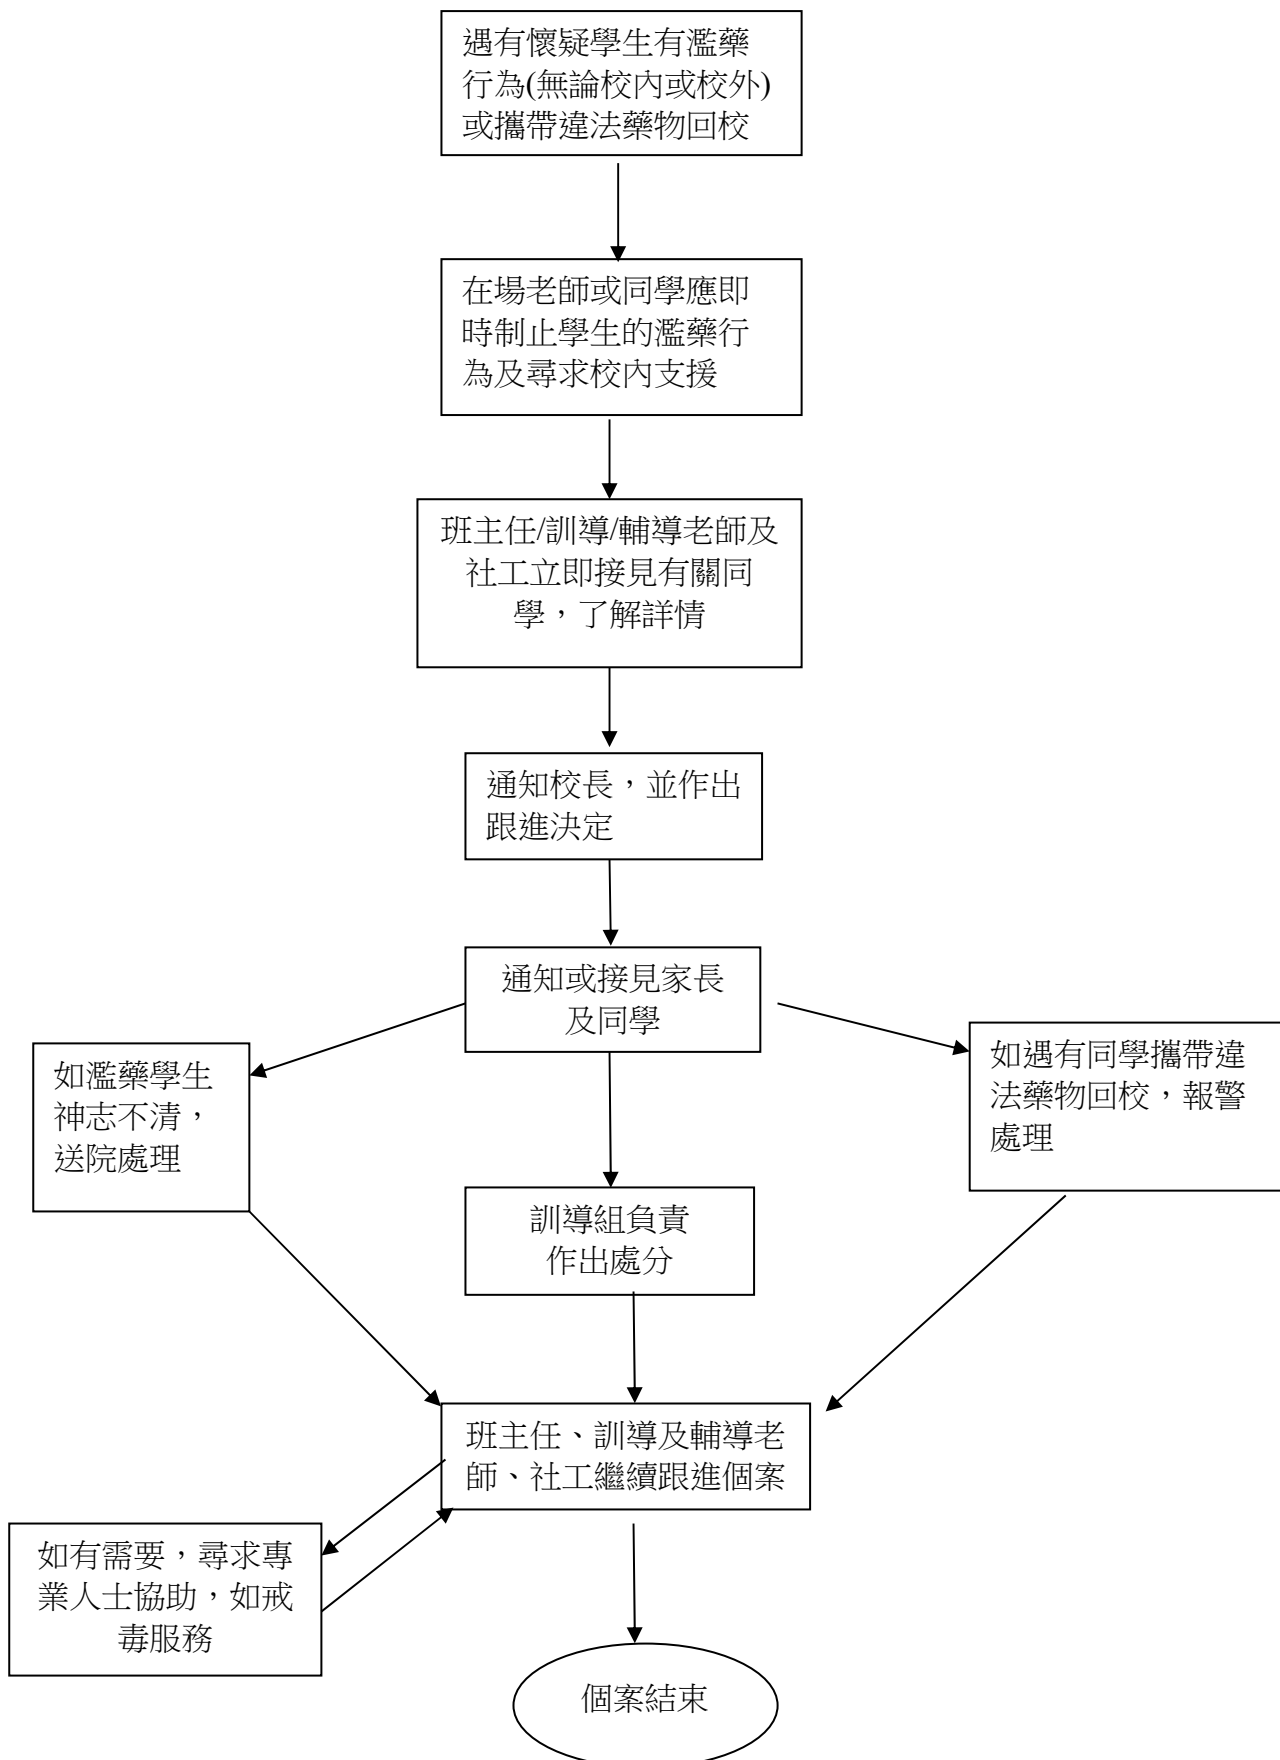 遇有懷疑學生有濫藥
行為(無論校內或校外)
或攜帶違法藥物回校
在場老師或同學應即
時制止學生的濫藥行
為及尋求校內支援
班主任/訓導/輔導老師及
社工立即接見有關同
學，了解詳情
通知校長，並作出
跟進決定
通知或接見家長
及同學
如濫藥學生
神志不清，
送院處理
如遇有同學攜帶違
法藥物回校，報警
處理
訓導組負責
作出處分
班主任、訓導及輔導老
師、社工繼續跟進個案
如有需要，尋求專
業人士協助，如戒
毒服務
個案結束